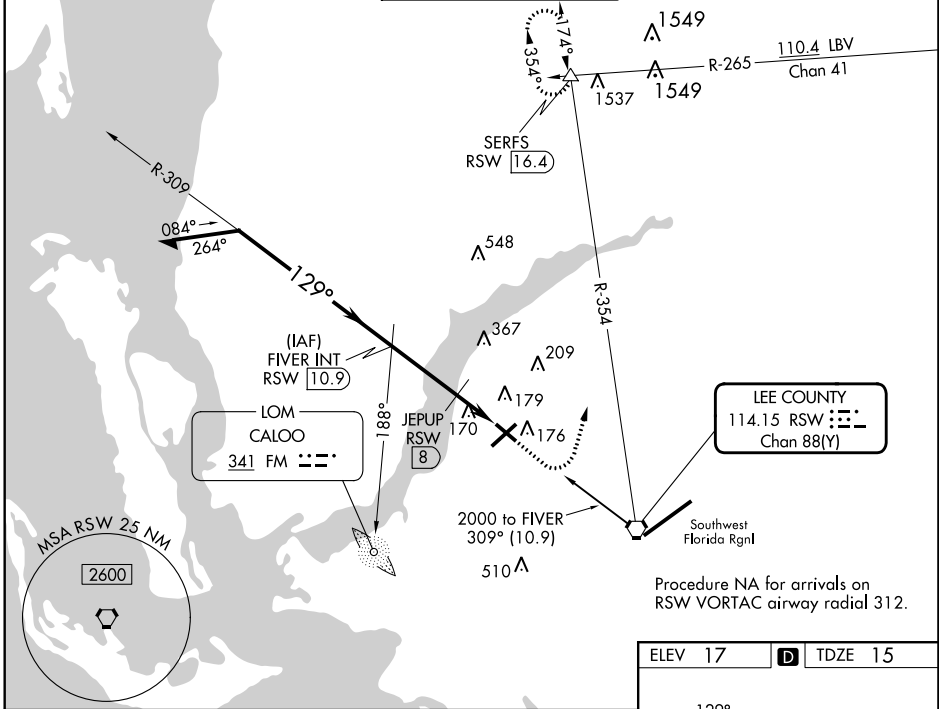 1549
174°
354°
110.4 LBV
R-265
Chan 41
1537
1549
SERFS
RSW 16.4
R-309
084°
264°
548
129°
R-354
(IAF)
FIVER INT
RSW 10.9
367
209
LOM
CALOO
341 FM
188°
JEPUP
RSW
8
170
179
176
LEE COUNTY
114.15 RSW
Chan 88(Y)
MSA RSW 25 NM
2600
2000 to FIVER
309° (10.9)
Southwest
Florida Rgnl
510
Procedure NA for arrivals on
RSW VORTAC airway radial 312.
ELEV 17 D TDZE 15